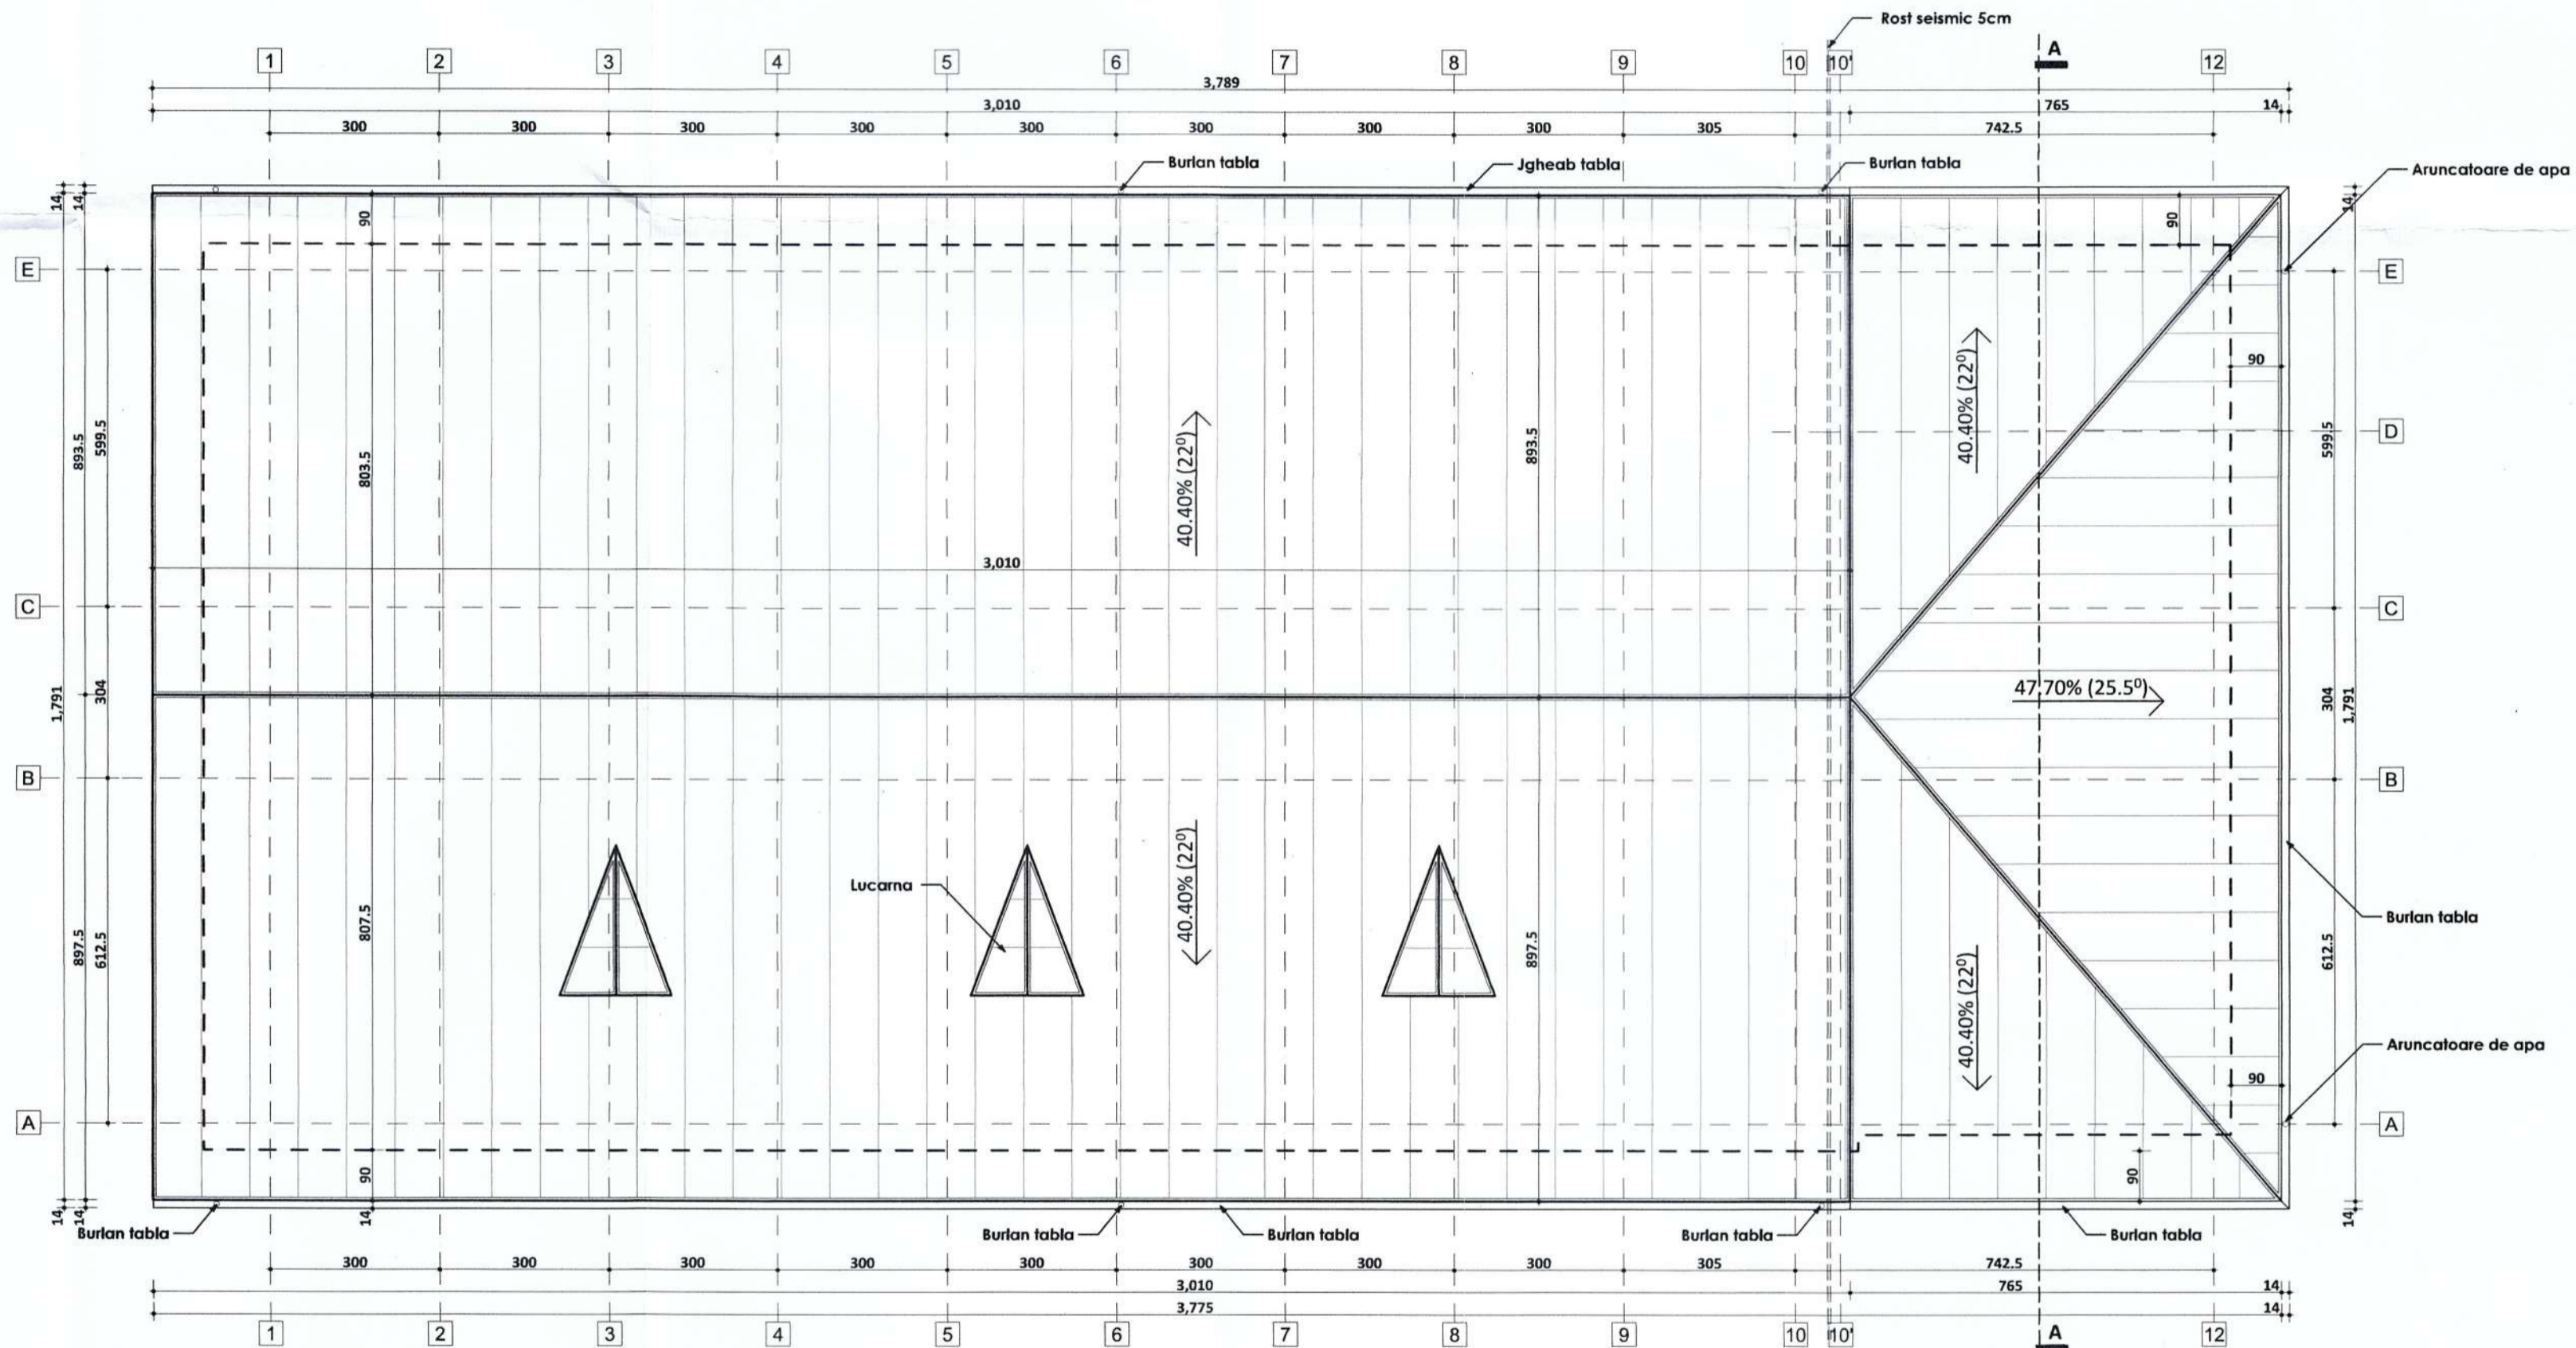 Rost seismic 5cm
1 2 3 4 5 6 7 8 9 10 10' A 12
3,789
3,010 765 14
300 300 300 300 300 300 300 300 305 742.5
Burlan tabla Jgheab tabla Burlan tabla
Aruncatoare de apa
14 14 90 90 14
E E
90
40.40% (22⁰)
D
893.5 599.5 803.5 40.40% (22⁰) 893.5 599.5
3,010
C C
1,791 304 47.70% (25.5⁰) 304 1,791
B B
Lucarna 40.40% (22⁰)
Burlan tabla
897.5 612.5 807.5 897.5 40.40% (22⁰) 612.5
Aruncatoare de apa
90
A A
90 90
14 14 14 14
Burlan tabla Burlan tabla Burlan tabla Burlan tabla Burlan tabla
300 300 300 300 300 300 300 300 305 742.5
3,010 765 14
3,775 14
1 2 3 4 5 6 7 8 9 10 10' A 12